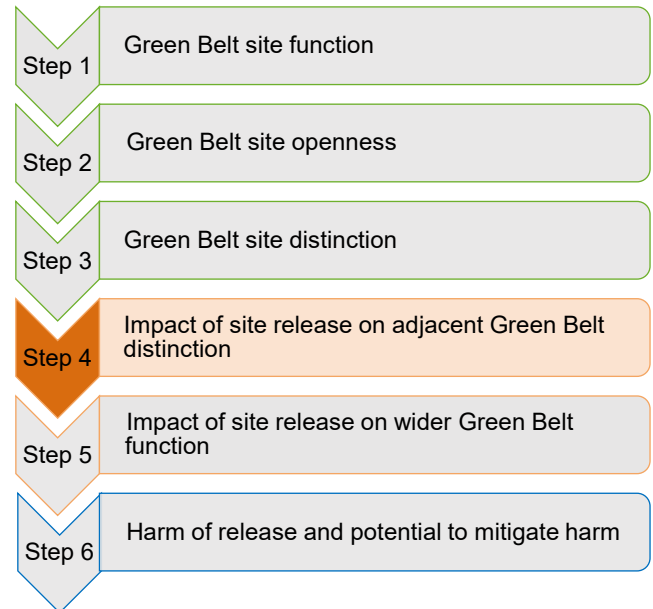 Step 1
Green Belt site function
Step 2
Green Belt site openness
Step 3
Green Belt site distinction
Step 4
Impact of site release on adjacent Green Belt
distinction
Step 5
Impact of site release on wider Green Belt
function
Step 6
Harm of release and potential to mitigate harm